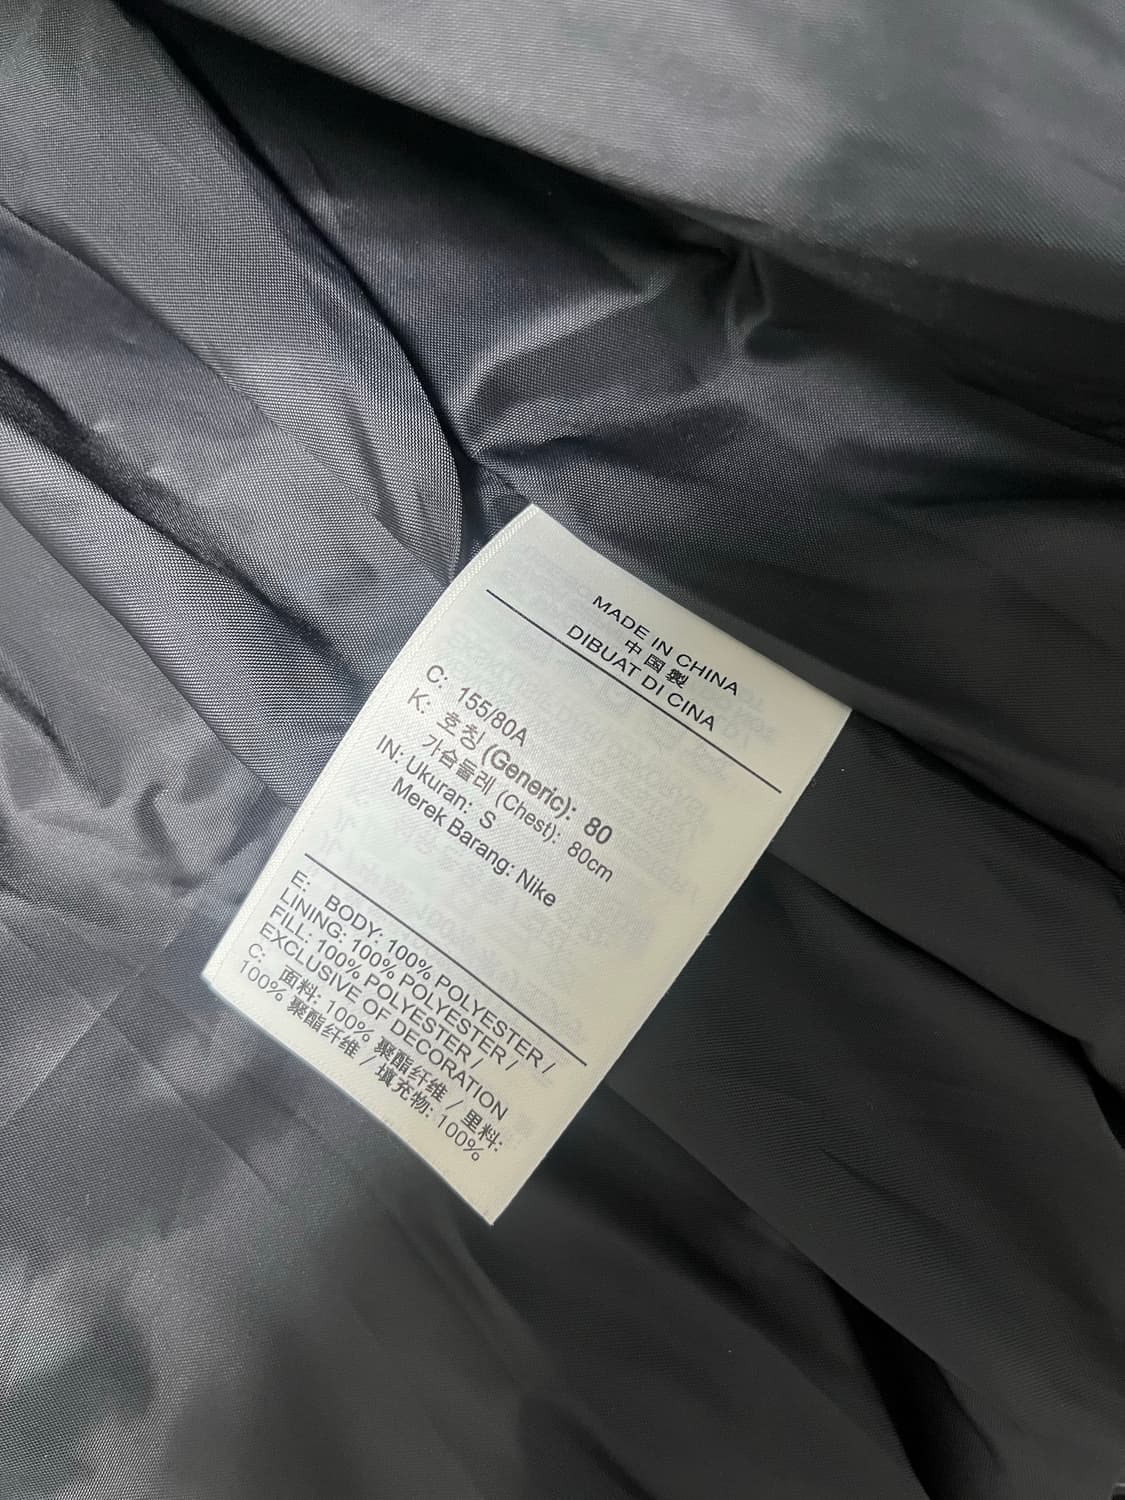 MADE IN CHINA
中国製
DIBUAT DI CINA
C: 155/80A
K: 호칭 (Generic): 80
가슴둘레 (Chest): 80cm
IN: Ukuran: S
Merek Barang: Nike
E: BODY: 100% POLYESTER /
LINING: 100% POLYESTER /
FILL: 100% POLYESTER /
EXCLUSIVE OF DECORATION
C: 面料: 100% 聚酯纤维 / 里料:
100% 聚酯纤维 / 填充物: 100%